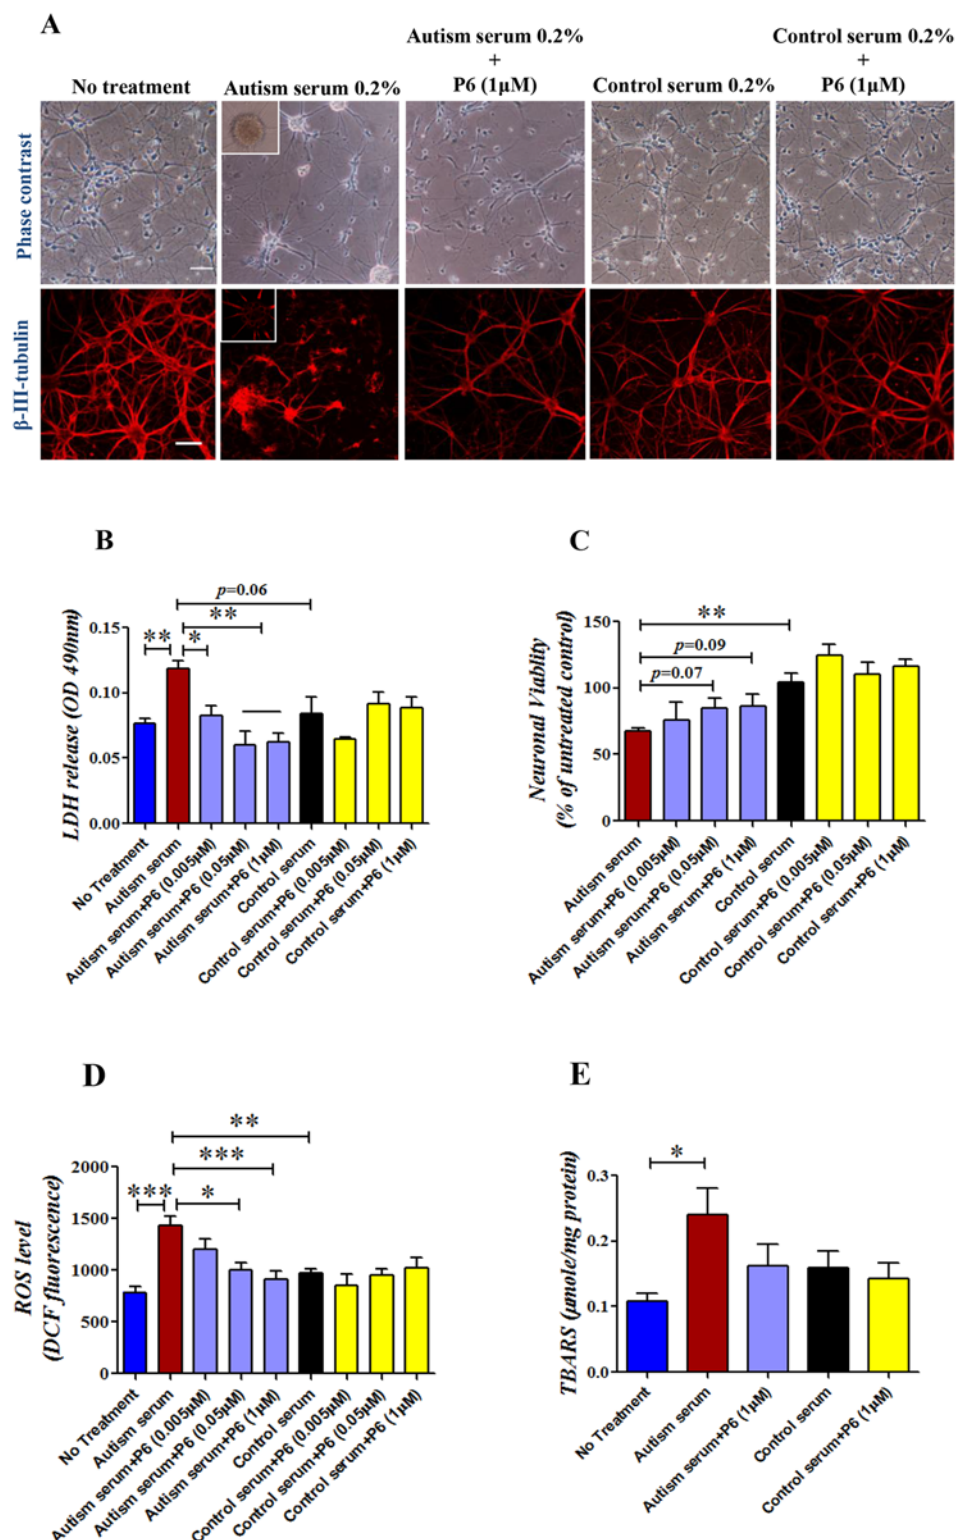 A
No treatment
Autism serum 0.2%
Autism serum 0.2%
+
P6 (1μM)
Control serum 0.2%
Control serum 0.2%
+
P6 (1μM)
Phase contrast
β-III-tubulin
B
LDH release (OD 490nm)
0.15
0.10
0.05
0.00
p=0.06
**
** *
No Treatment
Autism serum
Autism serum+P6 (0.005μM)
Autism serum+P6 (0.05μM)
Autism serum+P6 (1μM)
Control serum
Control serum+P6 (0.005μM)
Control serum+P6 (0.05μM)
Control serum+P6 (1μM)
C
Neuronal Viablity
(% of untreated control)
150
100
50
0
**
p=0.09
p=0.07
Autism serum
Autism serum+P6 (0.005μM)
Autism serum+P6 (0.05μM)
Autism serum+P6 (1μM)
Control serum
Control serum+P6 (0.005μM)
Control serum+P6 (0.05μM)
Control serum+P6 (1μM)
D
ROS level
(DCF fluorescence)
2000
1500
1000
500
0
**
***
*** *
No Treatment
Autism serum
Autism serum+P6 (0.005μM)
Autism serum+P6 (0.05μM)
Autism serum+P6 (1μM)
Control serum
Control serum+P6 (0.005μM)
Control serum+P6 (0.05μM)
Control serum+P6 (1μM)
E
TBARS (μmole/mg protein)
0.3
0.2
0.1
0.0
*
No Treatment
Autism serum
Autism serum+P6 (1μM)
Control serum
Control serum+P6 (1μM)